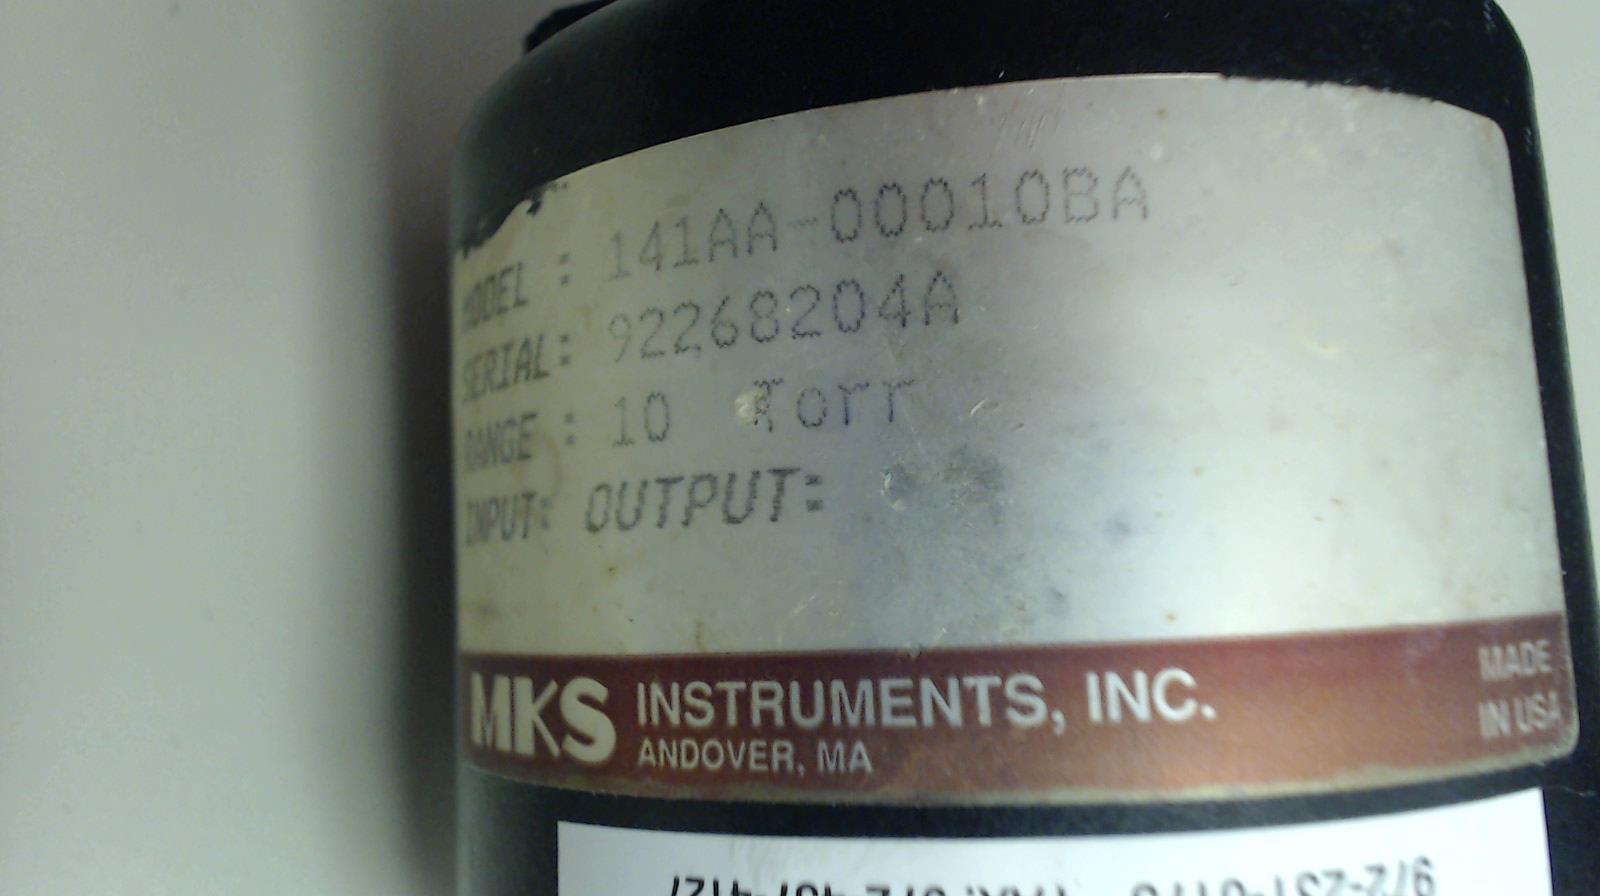 MODEL : 141AA-00010BA
SERIAL: 92268204A
RANGE : 10 Torr
INPUT: OUTPUT:
MKS INSTRUMENTS, INC.
ANDOVER, MA
MADE
IN USA